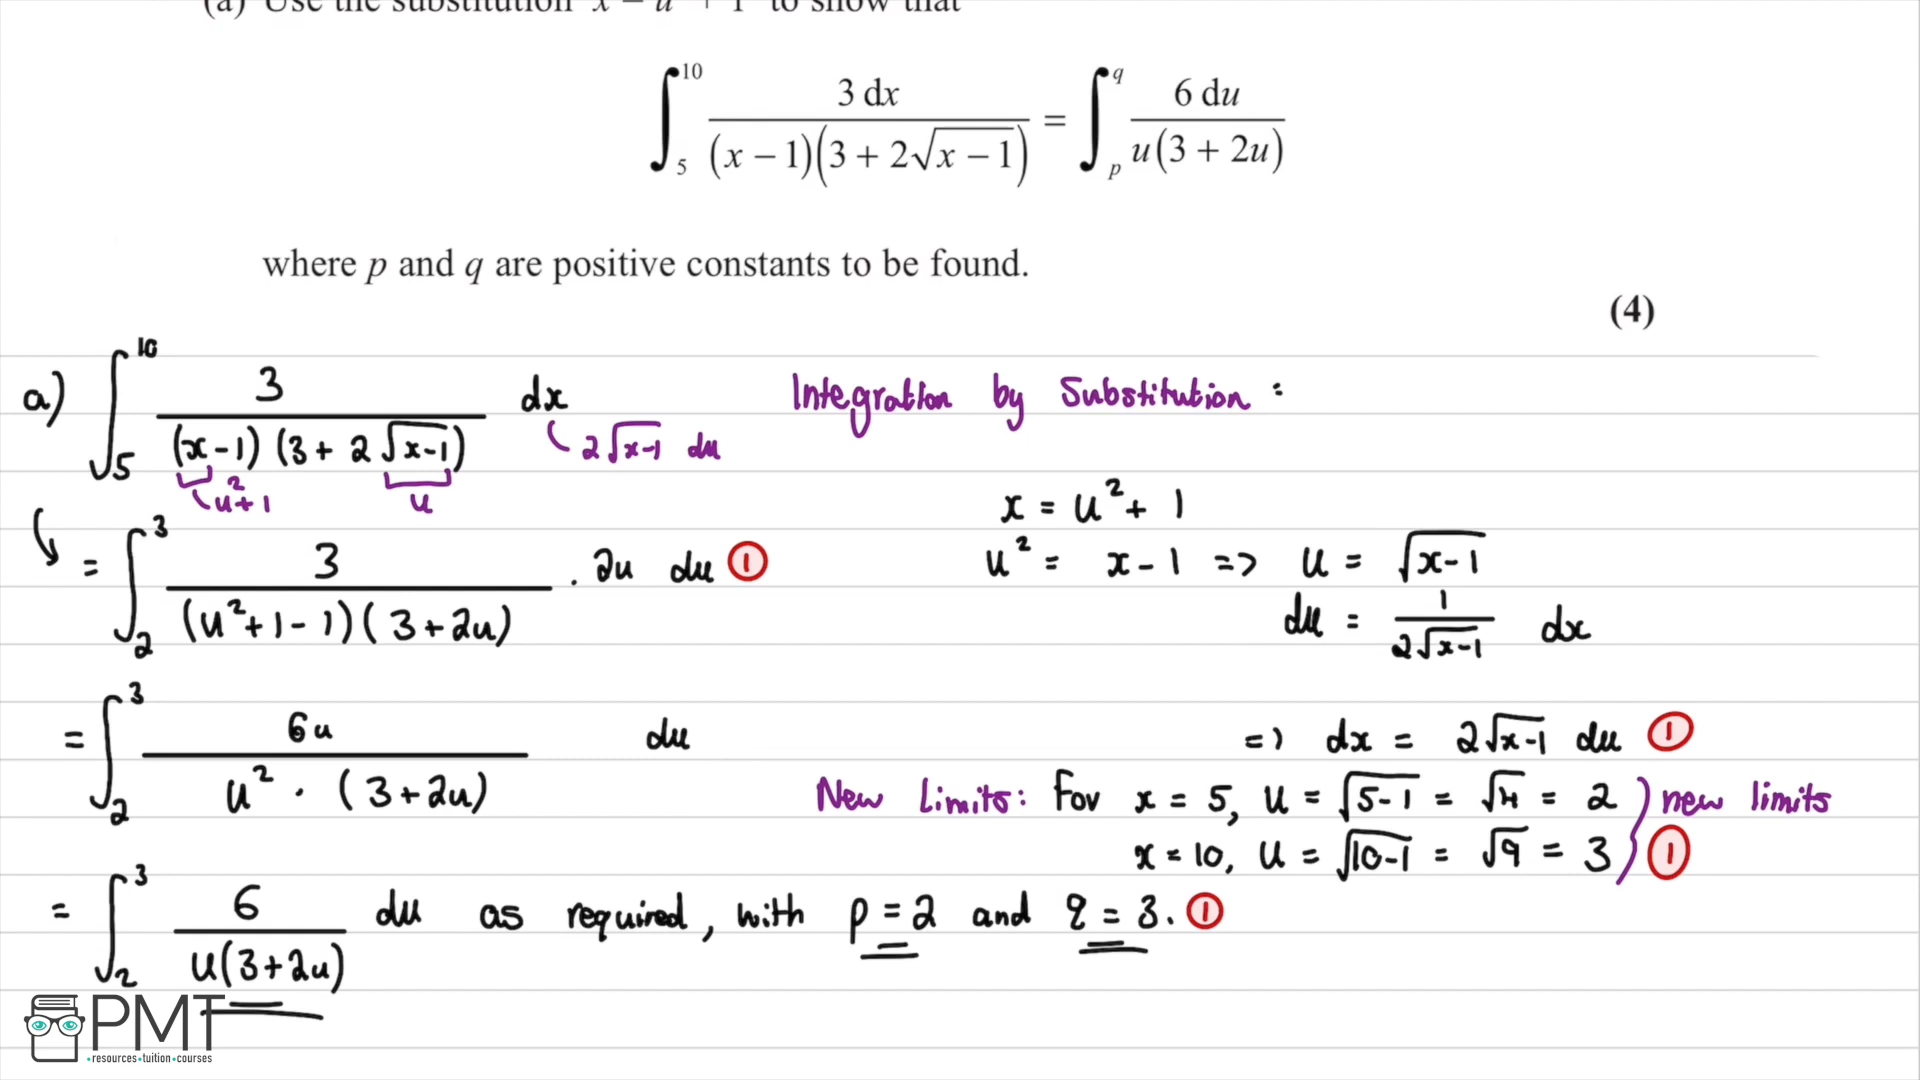 (a) Use the substitution x = u² + 1 to show that
∫₅¹⁰ 3 dx / ((x − 1)(3 + 2√(x − 1))) = ∫ₚ^q 6 du / (u(3 + 2u))
where p and q are positive constants to be found.
(4)
a) ∫₅¹⁰ 3 / ((x-1)(3+2√(x-1))) dx
2√(x-1) du
u²+1
u
Integration by Substitution :
x = u² + 1
u² = x - 1 => u = √(x-1)
du = 1/(2√(x-1)) dx
=> dx = 2√(x-1) du ①
New Limits: For x = 5, u = √(5-1) = √4 = 2
x = 10, u = √(10-1) = √9 = 3
new limits ①
= ∫₂³ 3 / ((u²+1-1)(3+2u)) . 2u du ①
= ∫₂³ 6u / (u² · (3+2u)) du
= ∫₂³ 6 / (u(3+2u)) du as required, with p = 2 and q = 3. ①
PMT
•resources•tuition•courses